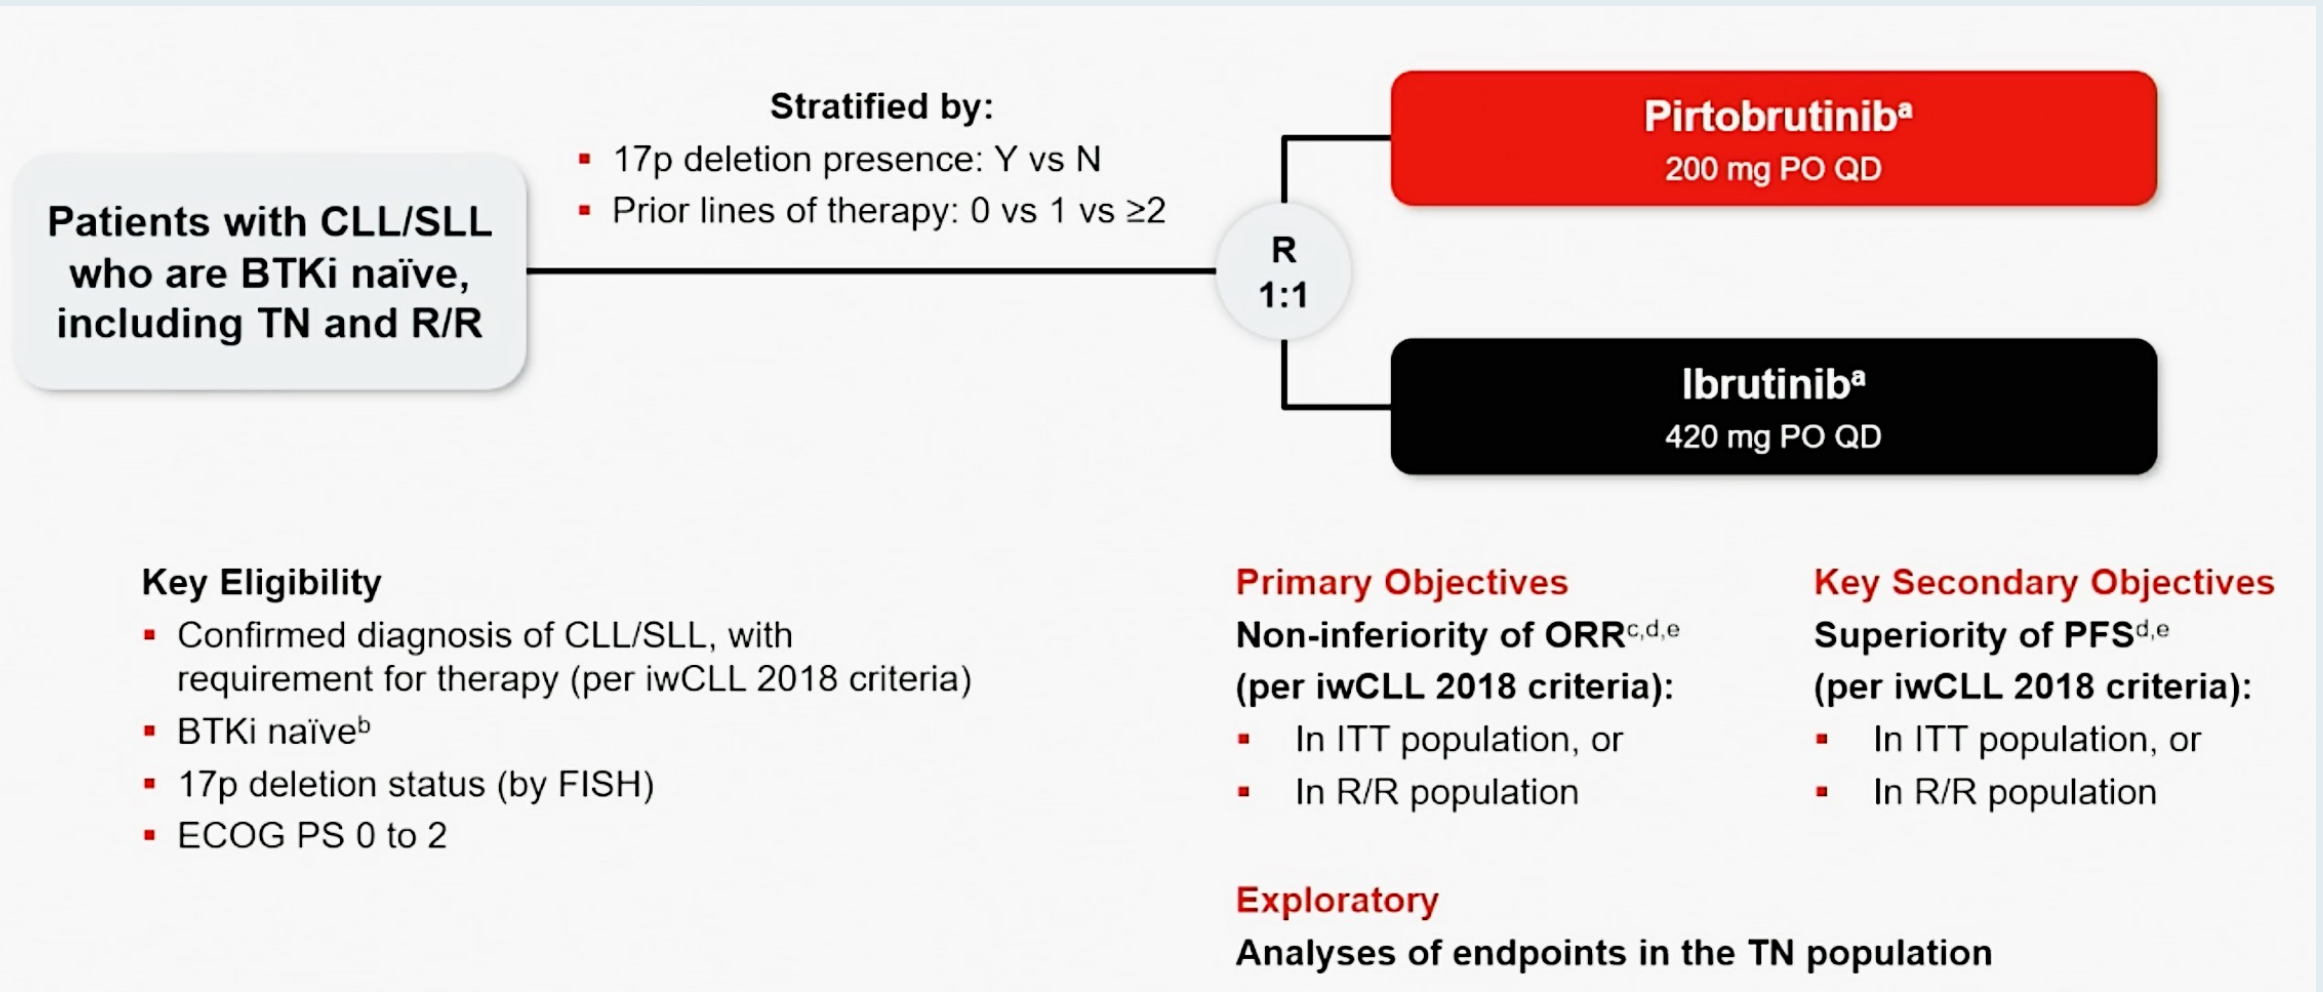 Stratified by:
▪ 17p deletion presence: Y vs N
▪ Prior lines of therapy: 0 vs 1 vs ≥2
Patients with CLL/SLL
who are BTKi naïve,
including TN and R/R
R
1:1
Pirtobrutinibᵃ
200 mg PO QD
Ibrutinibᵃ
420 mg PO QD
Key Eligibility
▪ Confirmed diagnosis of CLL/SLL, with
requirement for therapy (per iwCLL 2018 criteria)
▪ BTKi naïveᵇ
▪ 17p deletion status (by FISH)
▪ ECOG PS 0 to 2
Primary Objectives
Non-inferiority of ORRᶜ,ᵈ,ᵉ
(per iwCLL 2018 criteria):
▪ In ITT population, or
▪ In R/R population
Key Secondary Objectives
Superiority of PFSᵈ,ᵉ
(per iwCLL 2018 criteria):
▪ In ITT population, or
▪ In R/R population
Exploratory
Analyses of endpoints in the TN population